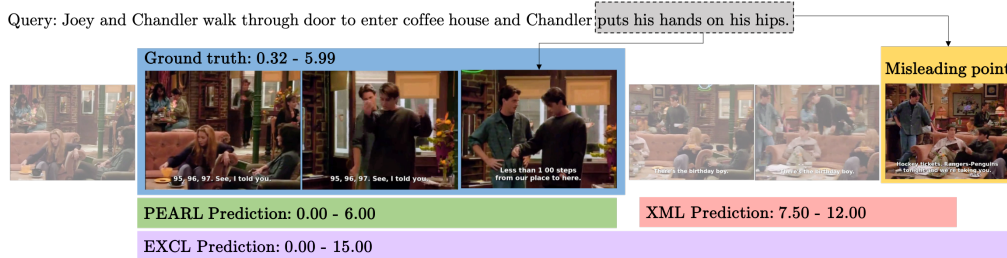 Query: Joey and Chandler walk through door to enter coffee house and Chandler puts his hands on his hips.
Ground truth: 0.32 - 5.99
Misleading point
95, 96, 97. See, I told you.
95, 96, 97. See, I told you.
Less than 1 00 steps
from our place to here.
There's the birthday boy.
There's the birthday boy.
Hockey tickets. Rangers-Penguins
tonight and we're taking you.
PEARL Prediction: 0.00 - 6.00
XML Prediction: 7.50 - 12.00
EXCL Prediction: 0.00 - 15.00